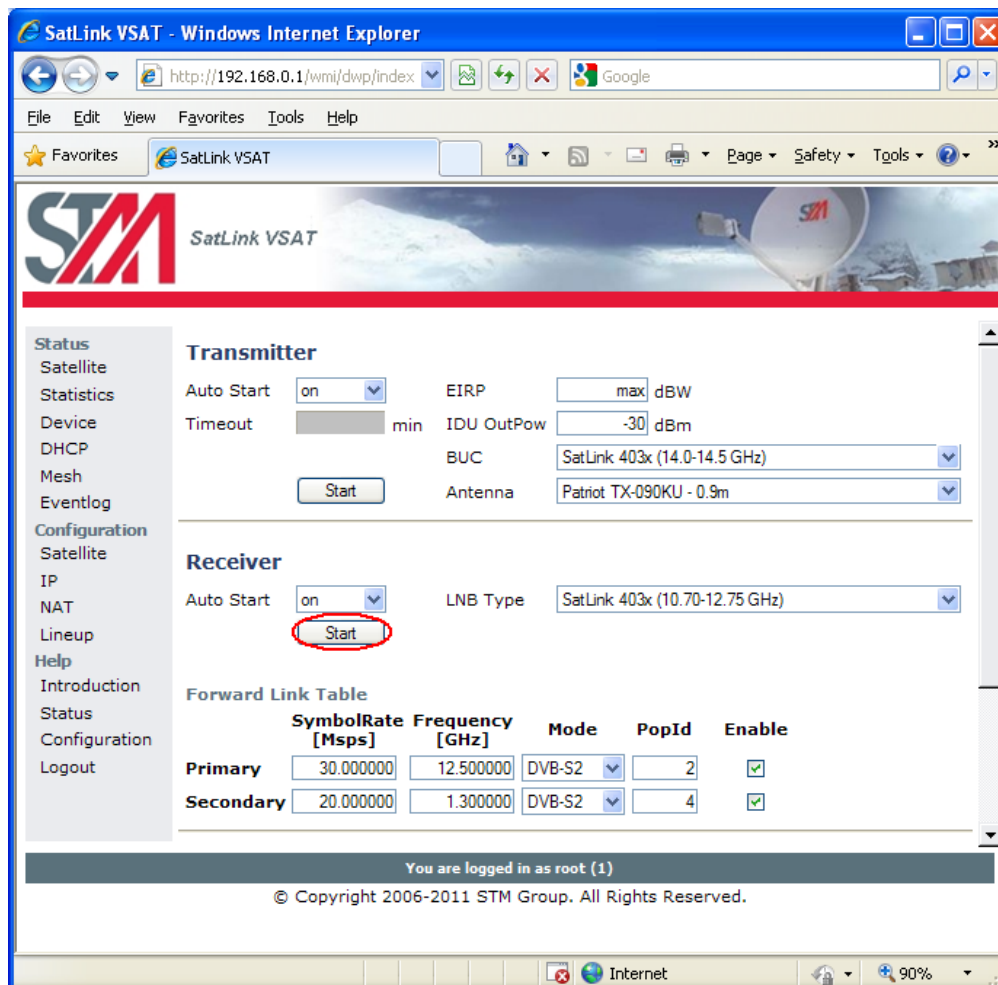 SatLink VSAT - Windows Internet Explorer
http://192.168.0.1/wmi/dwp/index
Google
File Edit View Favorites Tools Help
Favorites
SatLink VSAT
Page Safety Tools
STM
SatLink VSAT
STM
Status
Satellite
Statistics
Device
DHCP
Mesh
Eventlog
Configuration
Satellite
IP
NAT
Lineup
Help
Introduction
Status
Configuration
Logout
Transmitter
Auto Start on EIRP max dBW
Timeout min IDU OutPow -30 dBm
BUC SatLink 403x (14.0-14.5 GHz)
Start Antenna Patriot TX-090KU - 0.9m
Receiver
Auto Start on LNB Type SatLink 403x (10.70-12.75 GHz)
Start
Forward Link Table
SymbolRate [Msps] Frequency [GHz] Mode PopId Enable
Primary 30.000000 12.500000 DVB-S2 2
Secondary 20.000000 1.300000 DVB-S2 4
You are logged in as root (1)
© Copyright 2006-2011 STM Group. All Rights Reserved.
Internet 90%